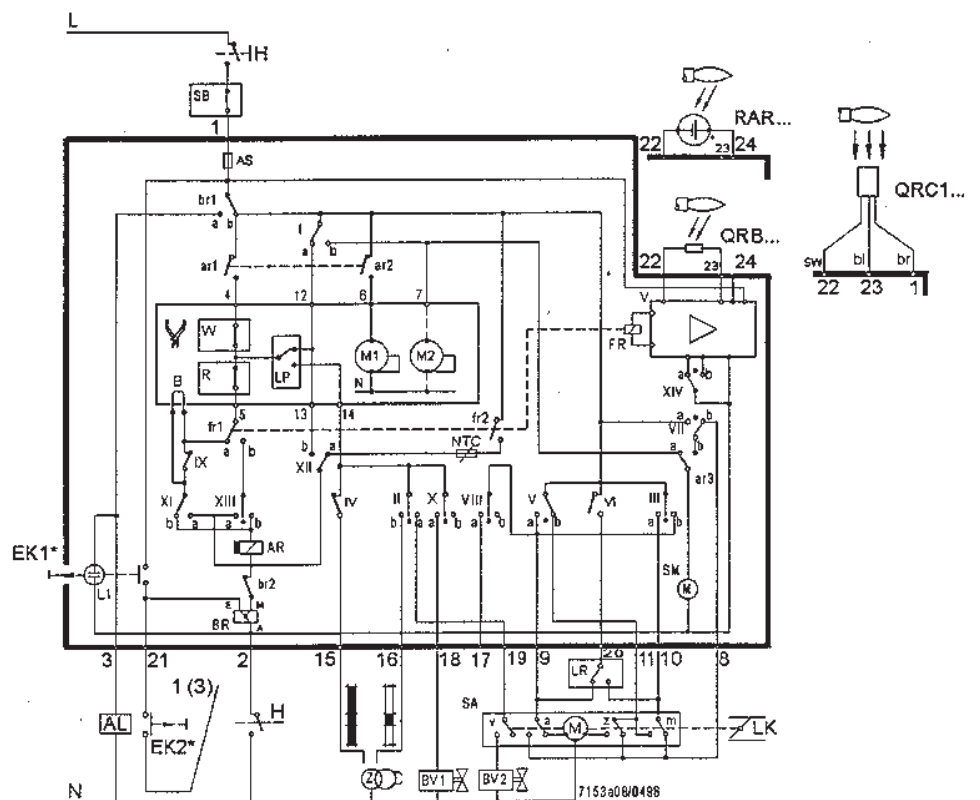 L
H
SB
1
AS
RAR...
22
23
24
QRC1...
br1
a
b
I
a
b
QRB...
22
23
24
sw
bl
br
22
23
1
ar1
ar2
4
12
6
7
V
FR
W
R
LP
M1
M2
N
a
b
XIV
B
5
13
14
fr1
a
b
fr2
NTC
a
b
VII
a
ar3
IX
b
a
XII
XI
XIII
IV
II
X
VIII
V
VI
III
b
a
a
b
a
a
b
a
b
a
b
a
b
AR
EK1*
L1
br2
SM
M
BR
A
3
21
2
15
16
18
17
19
9
20
11
10
8
1 (3)
LR
SA
AL
EK2*
H
v
a
M
z
m
LK
Z
BV1
BV2
N
7153a08/0498